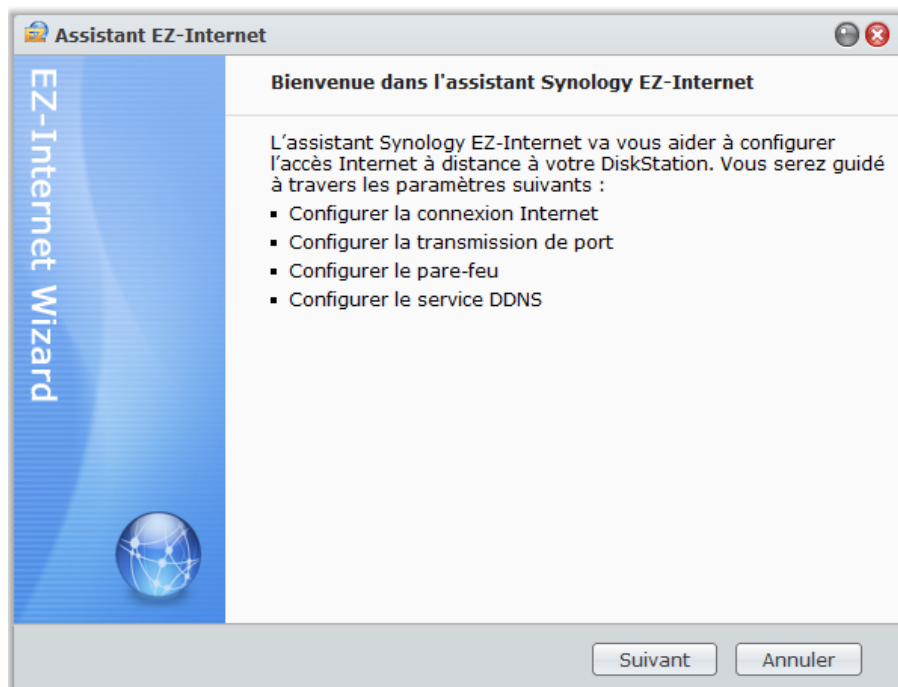 Assistant EZ-Internet
EZ-Internet Wizard
Bienvenue dans l'assistant Synology EZ-Internet
L'assistant Synology EZ-Internet va vous aider à configurer
l'accès Internet à distance à votre DiskStation. Vous serez guidé
à travers les paramètres suivants :
▪ Configurer la connexion Internet
▪ Configurer la transmission de port
▪ Configurer le pare-feu
▪ Configurer le service DDNS
Suivant
Annuler